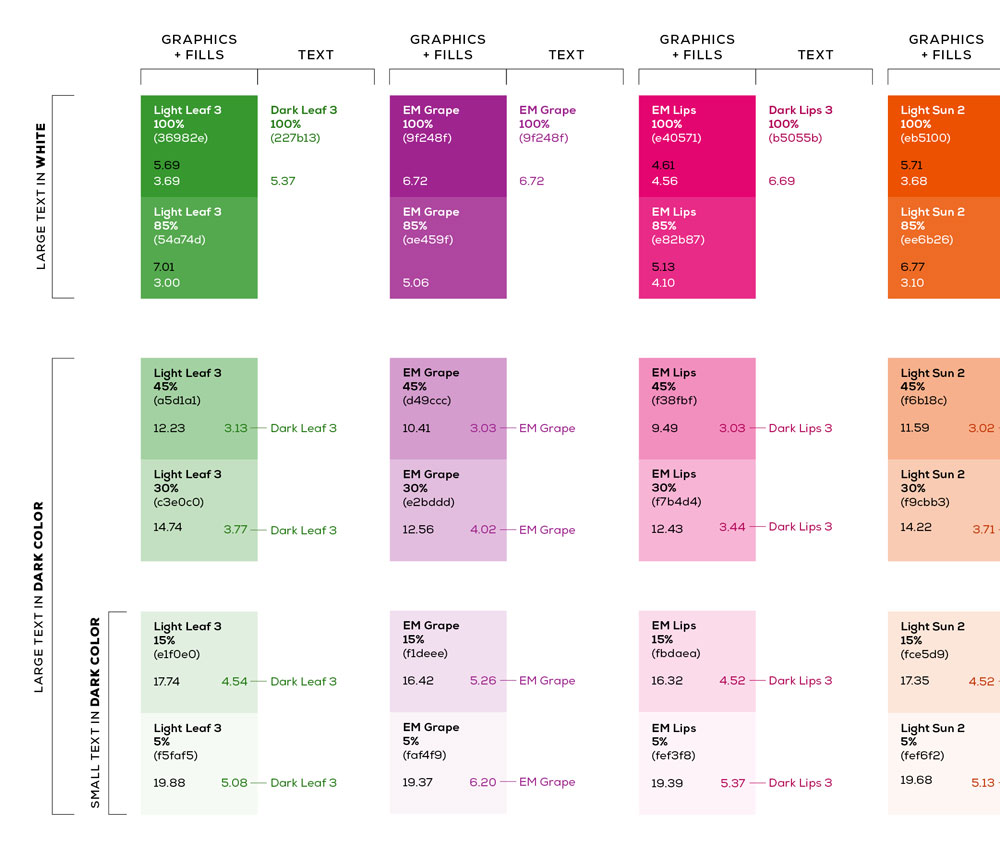 GRAPHICS
+ FILLS
TEXT
GRAPHICS
+ FILLS
TEXT
GRAPHICS
+ FILLS
TEXT
GRAPHICS
+ FILLS
LARGE TEXT IN WHITE
Light Leaf 3
100%
(36982e)
5.69
3.69
Dark Leaf 3
100%
(227b13)
5.37
EM Grape
100%
(9f248f)
6.72
EM Grape
100%
(9f248f)
6.72
EM Lips
100%
(e40571)
4.61
4.56
Dark Lips 3
100%
(b5055b)
6.69
Light Sun 2
100%
(eb5100)
5.71
3.68
Light Leaf 3
85%
(54a74d)
7.01
3.00
EM Grape
85%
(ae459f)
5.06
EM Lips
85%
(e82b87)
5.13
4.10
Light Sun 2
85%
(ee6b26)
6.77
3.10
LARGE TEXT IN DARK COLOR
Light Leaf 3
45%
(a5d1a1)
12.23 3.13 Dark Leaf 3
EM Grape
45%
(d49ccc)
10.41 3.03 EM Grape
EM Lips
45%
(f38fbf)
9.49 3.03 Dark Lips 3
Light Sun 2
45%
(f6b18c)
11.59 3.02
Light Leaf 3
30%
(c3e0c0)
14.74 3.77 Dark Leaf 3
EM Grape
30%
(e2bddd)
12.56 4.02 EM Grape
EM Lips
30%
(f7b4d4)
12.43 3.44 Dark Lips 3
Light Sun 2
30%
(f9cbb3)
14.22 3.71
SMALL TEXT IN DARK COLOR
Light Leaf 3
15%
(e1f0e0)
17.74 4.54 Dark Leaf 3
EM Grape
15%
(f1deee)
16.42 5.26 EM Grape
EM Lips
15%
(fbdaea)
16.32 4.52 Dark Lips 3
Light Sun 2
15%
(fce5d9)
17.35 4.52
Light Leaf 3
5%
(f5faf5)
19.88 5.08 Dark Leaf 3
EM Grape
5%
(faf4f9)
19.37 6.20 EM Grape
EM Lips
5%
(fef3f8)
19.39 5.37 Dark Lips 3
Light Sun 2
5%
(fef6f2)
19.68 5.13